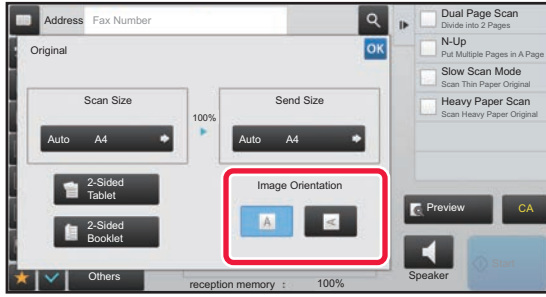 Address Fax Number
Original
OK
Scan Size
Auto A4
100%
Send Size
Auto A4
2-Sided
Tablet
2-Sided
Booklet
Image Orientation
A
A
Others
reception memory : 100%
Dual Page Scan
Divide into 2 Pages
N-Up
Put Multiple Pages in A Page
Slow Scan Mode
Scan Thin Paper Original
Heavy Paper Scan
Scan Heavy Paper Original
Preview
CA
Speaker
Start